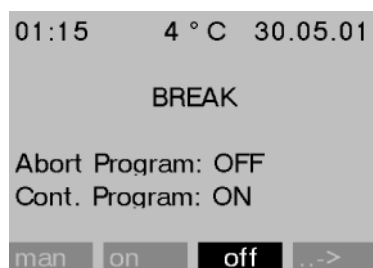 01:15 4 °C 30.05.01
BREAK
Abort Program: OFF
Cont. Program: ON
man on off ..->